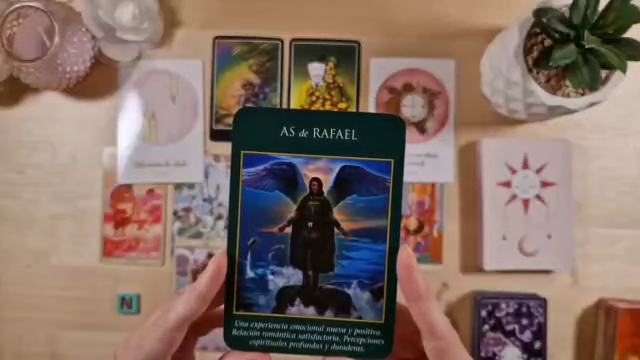 AS de RAFAEL
Una experiencia emocional nueva y positiva.
Relación romántica satisfactoria. Percepciones
espirituales profundas y duraderas.
N